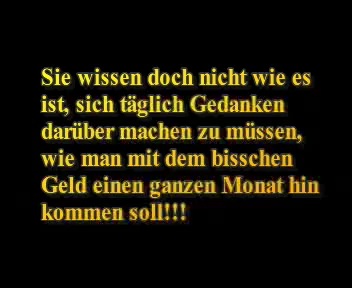 Sie wissen doch nicht wie es
ist, sich täglich Gedanken
darüber machen zu müssen,
wie man mit dem bisschen
Geld einen ganzen Monat hin
kommen soll!!!